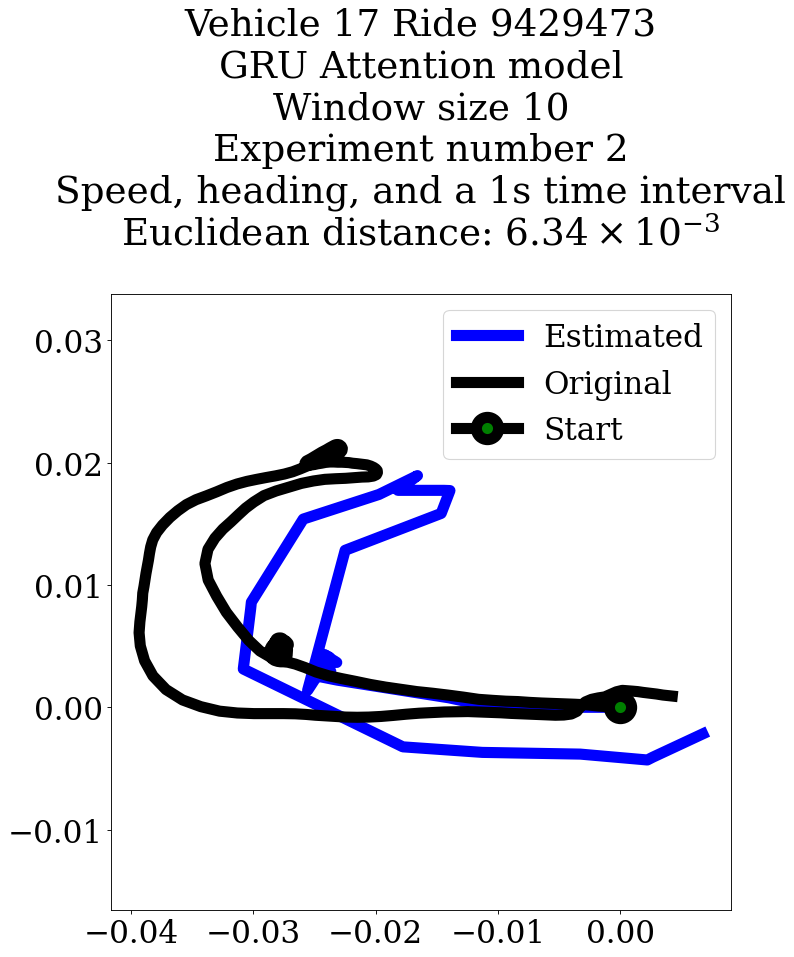 Vehicle 17 Ride 9429473
GRU Attention model
Window size 10
Experiment number 2
Speed, heading, and a 1s time interval
Euclidean distance: 6.34 × 10⁻³
Estimated
Original
Start
0.03
0.02
0.01
0.00
−0.01
−0.04 −0.03 −0.02 −0.01 0.00